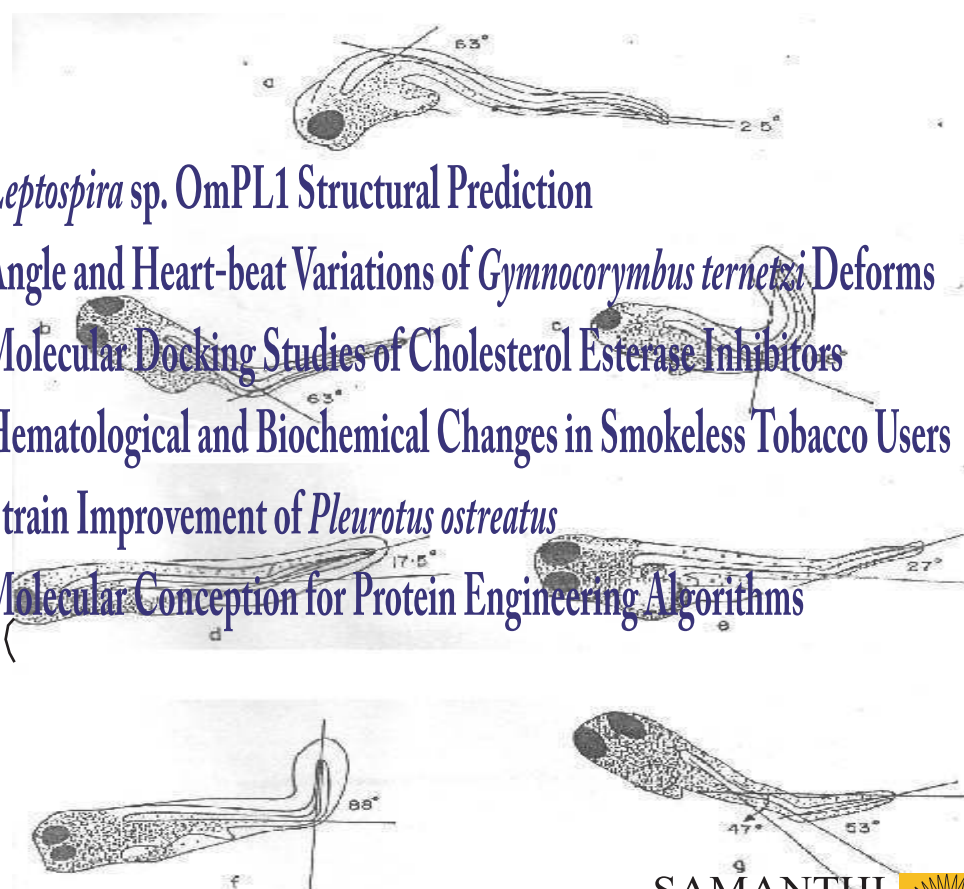 a
63°
2·5°
Leptospira sp. OmPL1 Structural Prediction
Angle and Heart-beat Variations of Gymnocorymbus ternetzi Deforms
b
c
Molecular Docking Studies of Cholesterol Esterase Inhibitors
63°
Hematological and Biochemical Changes in Smokeless Tobacco Users
train Improvement of Pleurotus ostreatus
17·5°
27°
Molecular Conception for Protein Engineering Algorithms
d
e
88°
47°
53°
f
g
SAMANTHI